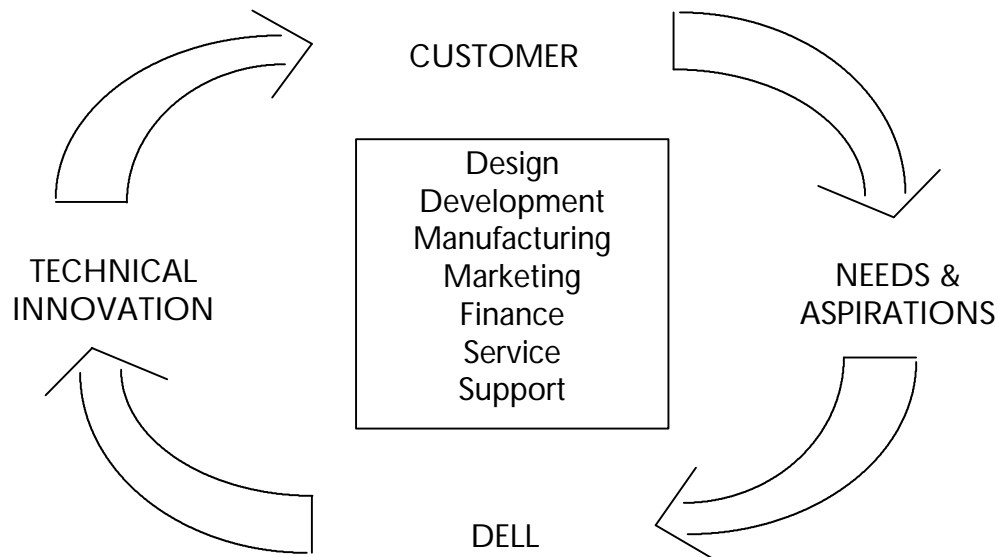 CUSTOMER
Design
Development
Manufacturing
Marketing
Finance
Service
Support
TECHNICAL
INNOVATION
NEEDS &
ASPIRATIONS
DELL